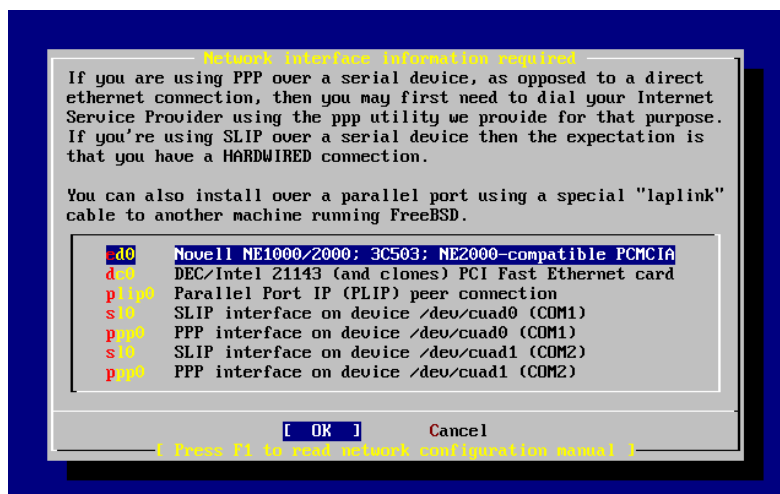 Network interface information required
If you are using PPP over a serial device, as opposed to a direct
ethernet connection, then you may first need to dial your Internet
Service Provider using the ppp utility we provide for that purpose.
If you're using SLIP over a serial device then the expectation is
that you have a HARDWIRED connection.
You can also install over a parallel port using a special "laplink"
cable to another machine running FreeBSD.
ed0 Novell NE1000/2000; 3C503; NE2000-compatible PCMCIA
dc0 DEC/Intel 21143 (and clones) PCI Fast Ethernet card
plip0 Parallel Port IP (PLIP) peer connection
sl0 SLIP interface on device /dev/cuad0 (COM1)
ppp0 PPP interface on device /dev/cuad0 (COM1)
sl0 SLIP interface on device /dev/cuad1 (COM2)
ppp0 PPP interface on device /dev/cuad1 (COM2)
[ OK ] Cancel
[ Press F1 to read network configuration manual ]